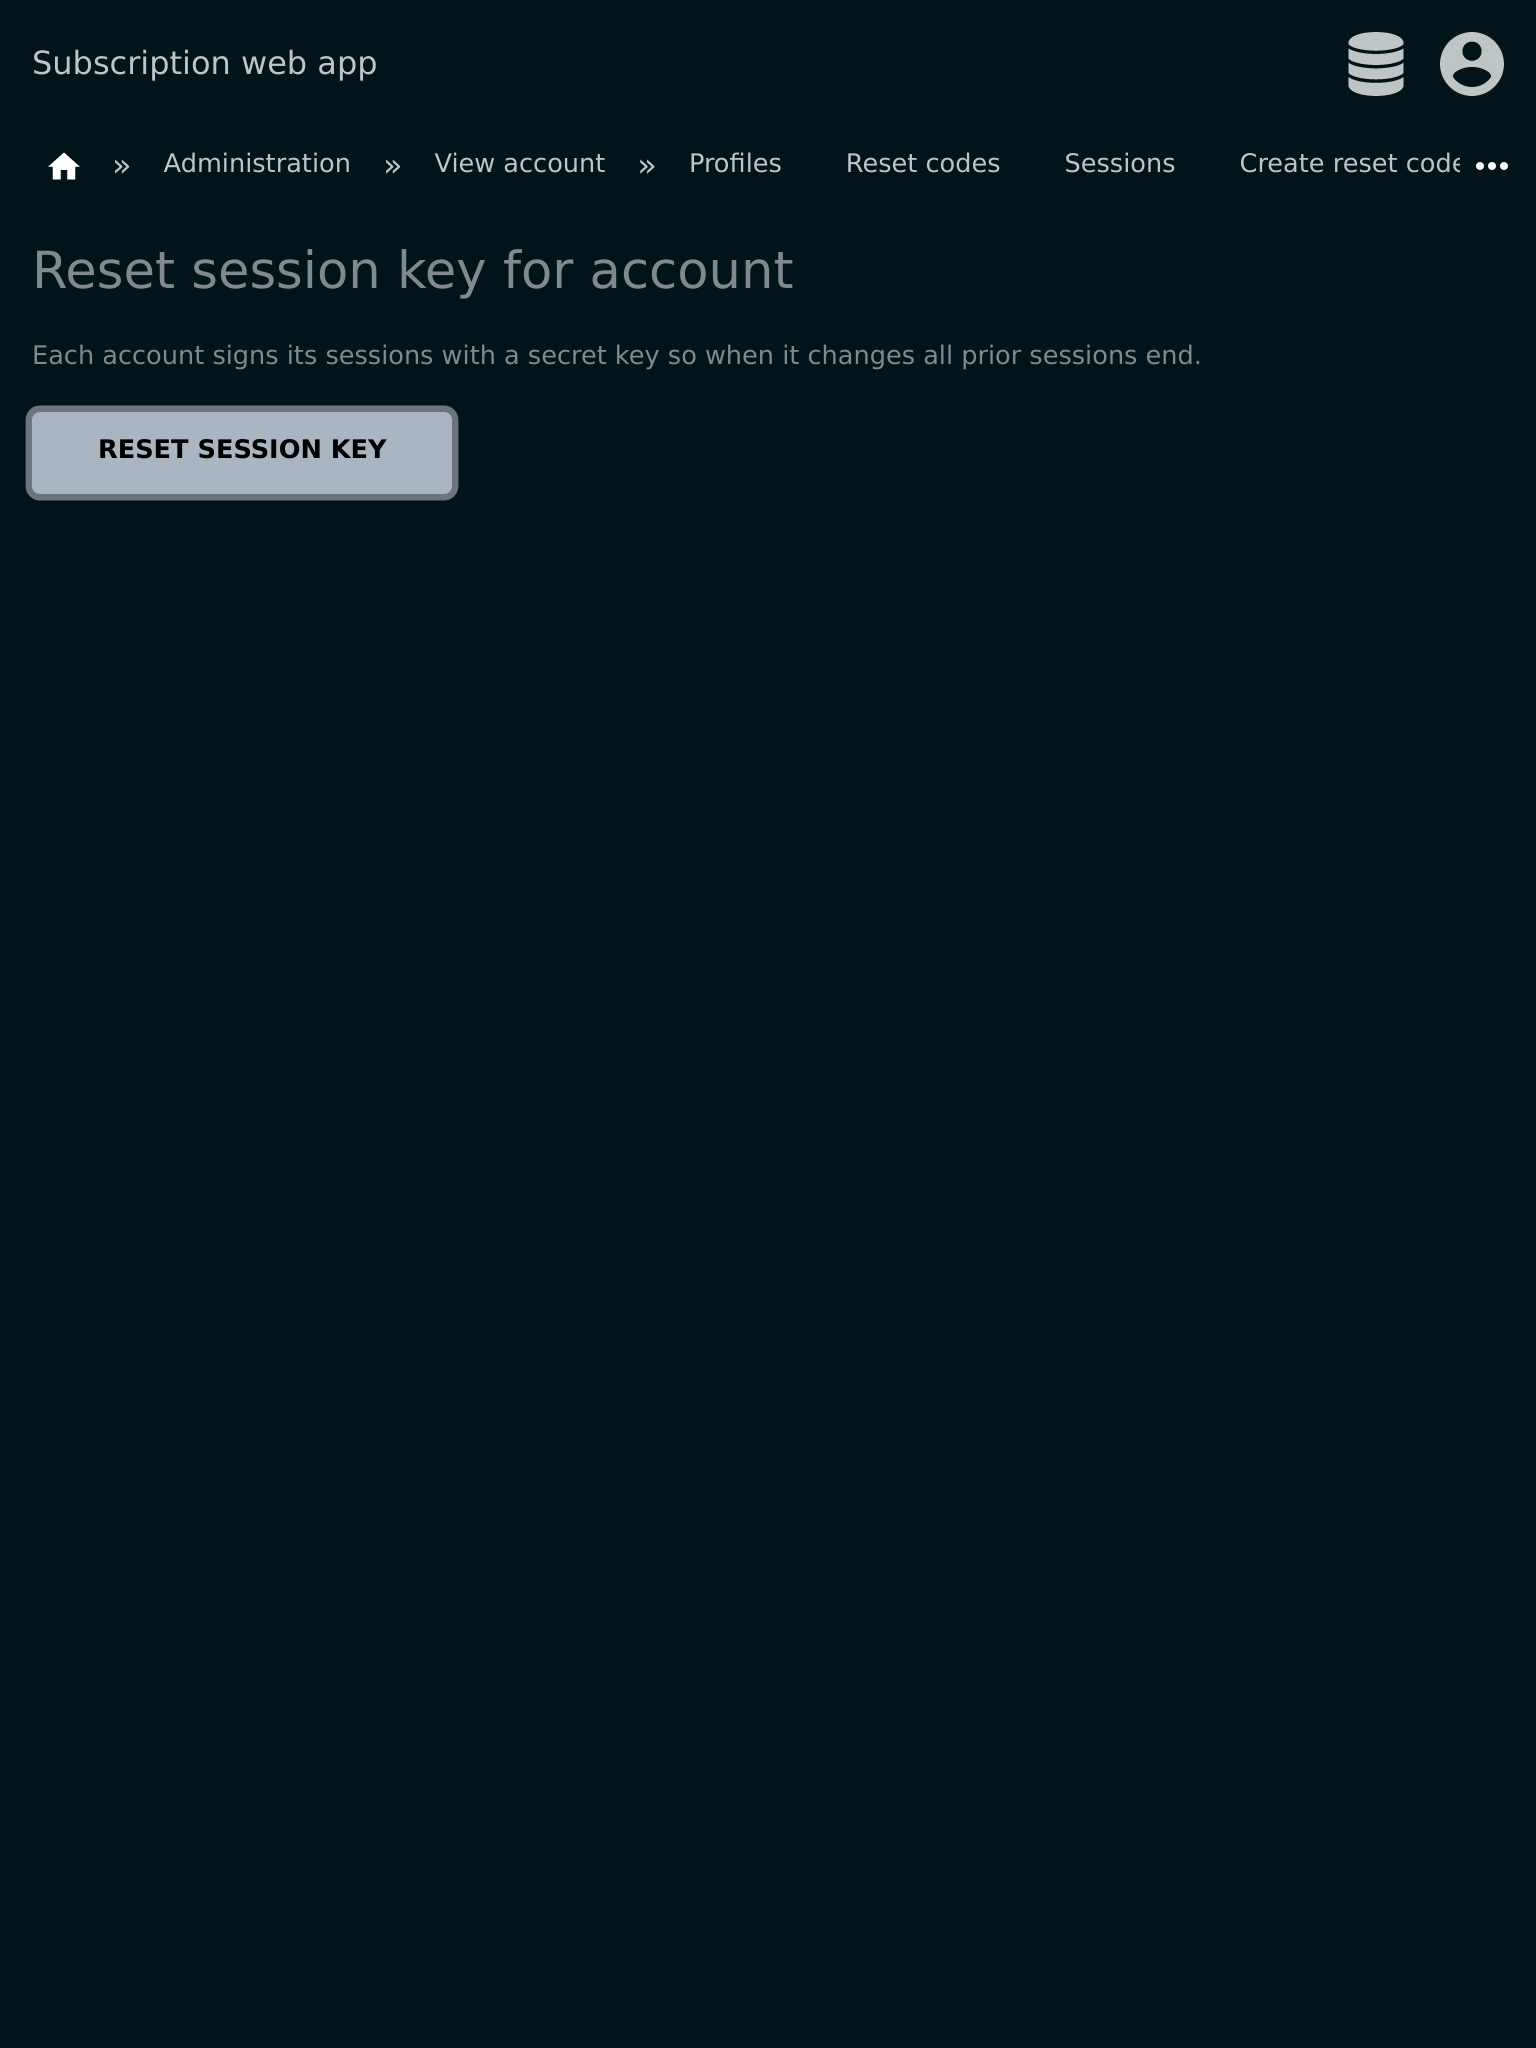 Subscription web app
» Administration » View account » Profiles Reset codes Sessions Create reset code
Reset session key for account
Each account signs its sessions with a secret key so when it changes all prior sessions end.
RESET SESSION KEY